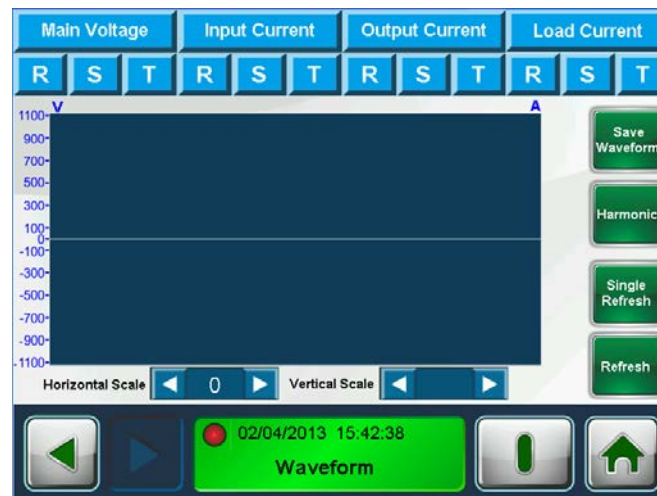 Main Voltage Input Current Output Current Load Current
R S T R S T R S T R S T
V A
1100
900
700
500
300
100
0
-100
-300
-500
-700
-900
-1100
Save
Waveform
Harmonic
Single
Refresh
Refresh
Horizontal Scale 0 Vertical Scale
02/04/2013 15:42:38
Waveform